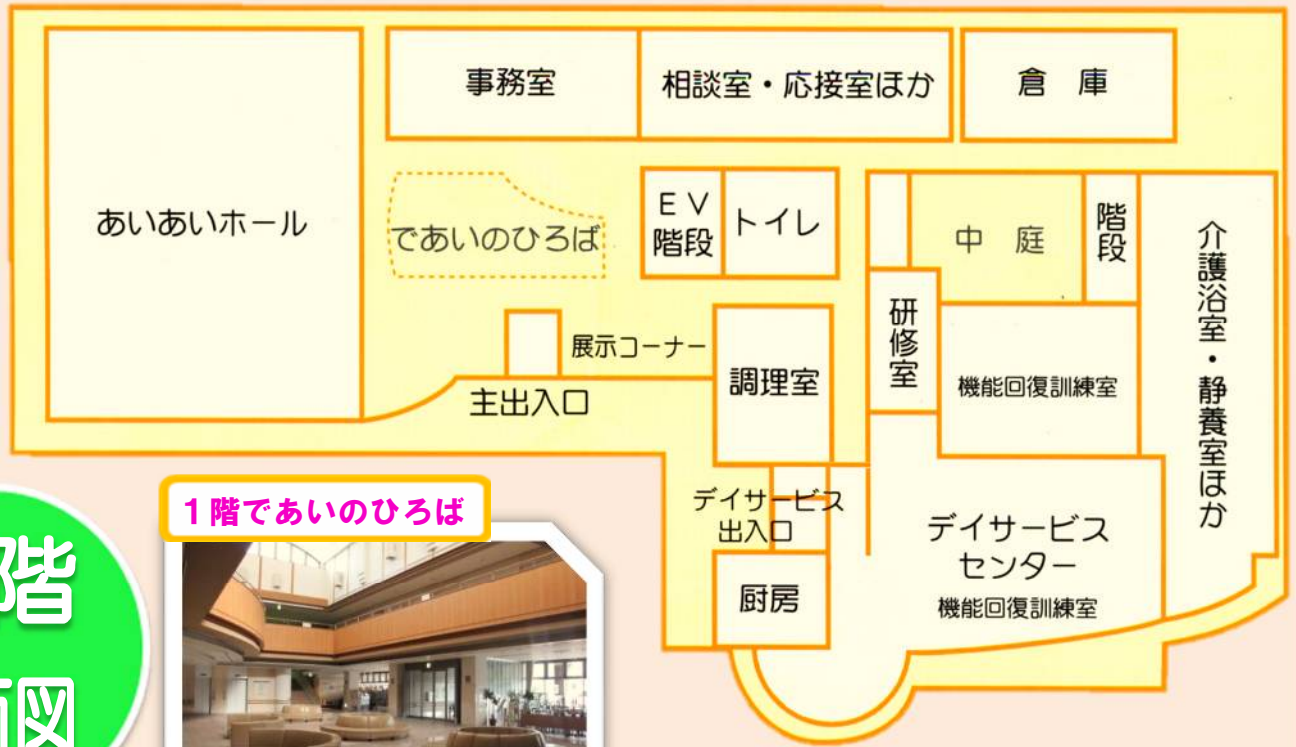 事務室
相談室・応接室ほか
倉 庫
あいあいホール
であいのひろば
ＥＶ
階段
トイレ
中 庭
階段
介護浴室・静養室ほか
展示コーナー
主出入口
調理室
研修室
機能回復訓練室
デイサービス
出入口
デイサービス
センター
機能回復訓練室
厨房
1階であいのひろば
階
図